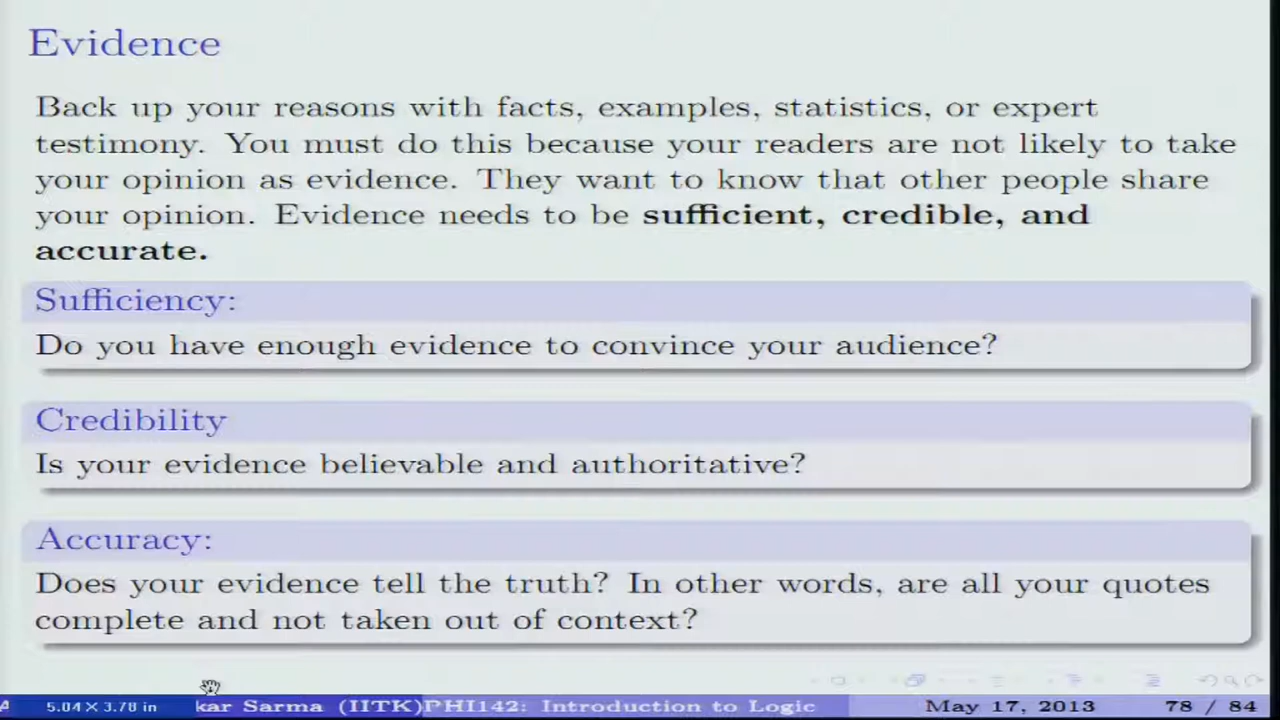 Evidence
Back up your reasons with facts, examples, statistics, or expert
testimony. You must do this because your readers are not likely to take
your opinion as evidence. They want to know that other people share
your opinion. Evidence needs to be sufficient, credible, and
accurate.
Sufficiency:
Do you have enough evidence to convince your audience?
Credibility
Is your evidence believable and authoritative?
Accuracy:
Does your evidence tell the truth? In other words, are all your quotes
complete and not taken out of context?
A 5.04 X 3.78 in kar Sarma (IITK) PHI142: Introduction to Logic May 17, 2013 78 / 84